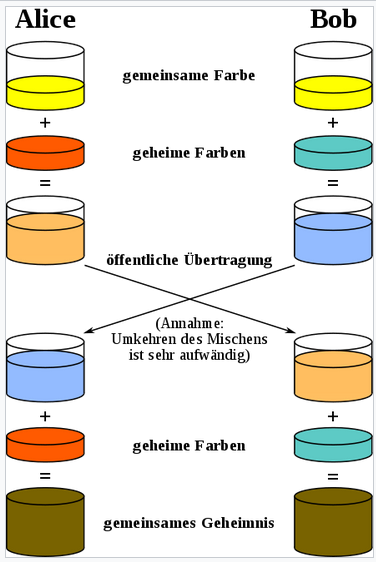 Alice Bob
gemeinsame Farbe
+ +
geheime Farben
= =
öffentliche Übertragung
(Annahme:
Umkehren des Mischens
ist sehr aufwändig)
+ +
geheime Farben
= =
gemeinsames Geheimnis